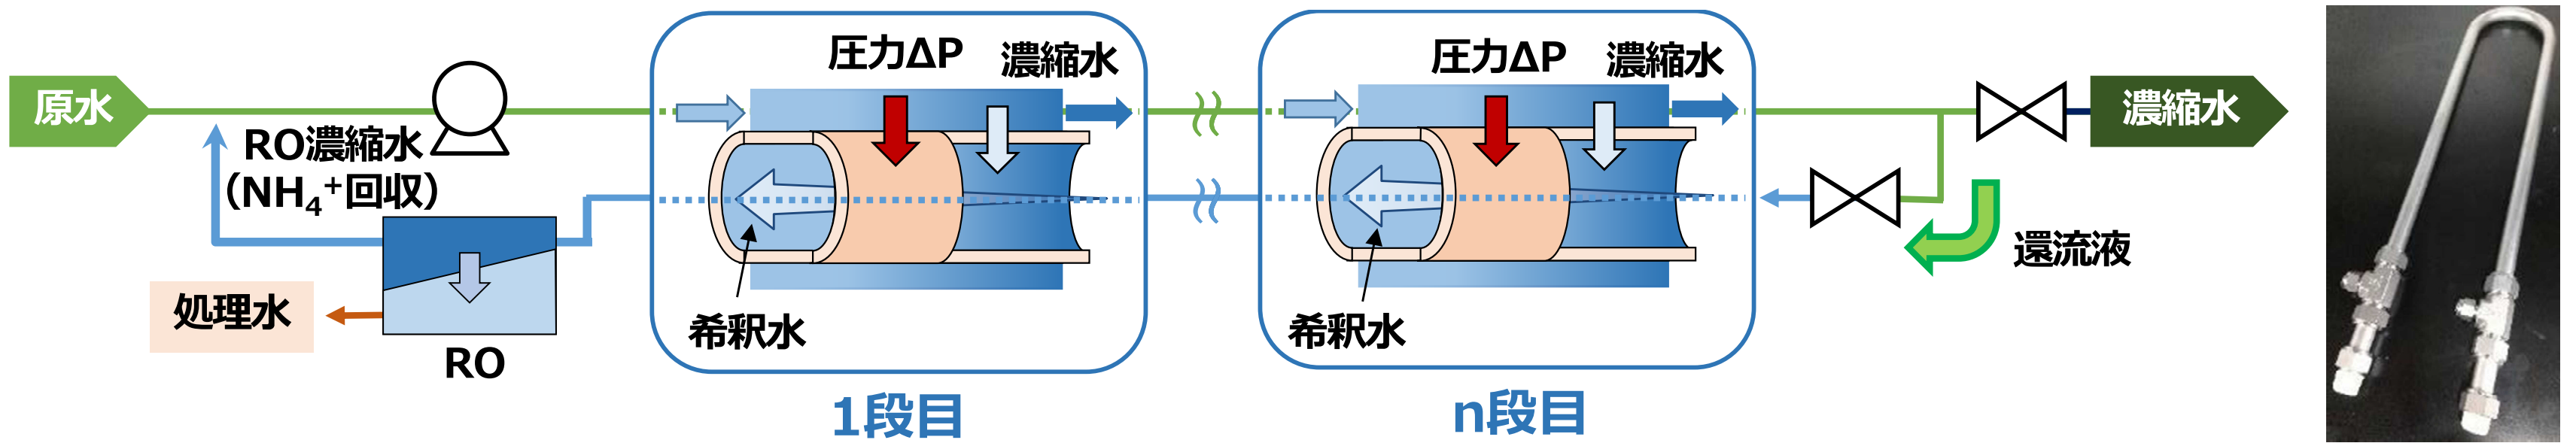 原水
RO濃縮水
(NH₄⁺回収)
処理水
RO
圧力ΔP
濃縮水
希釈水
1段目
圧力ΔP
濃縮水
希釈水
n段目
還流液
濃縮水